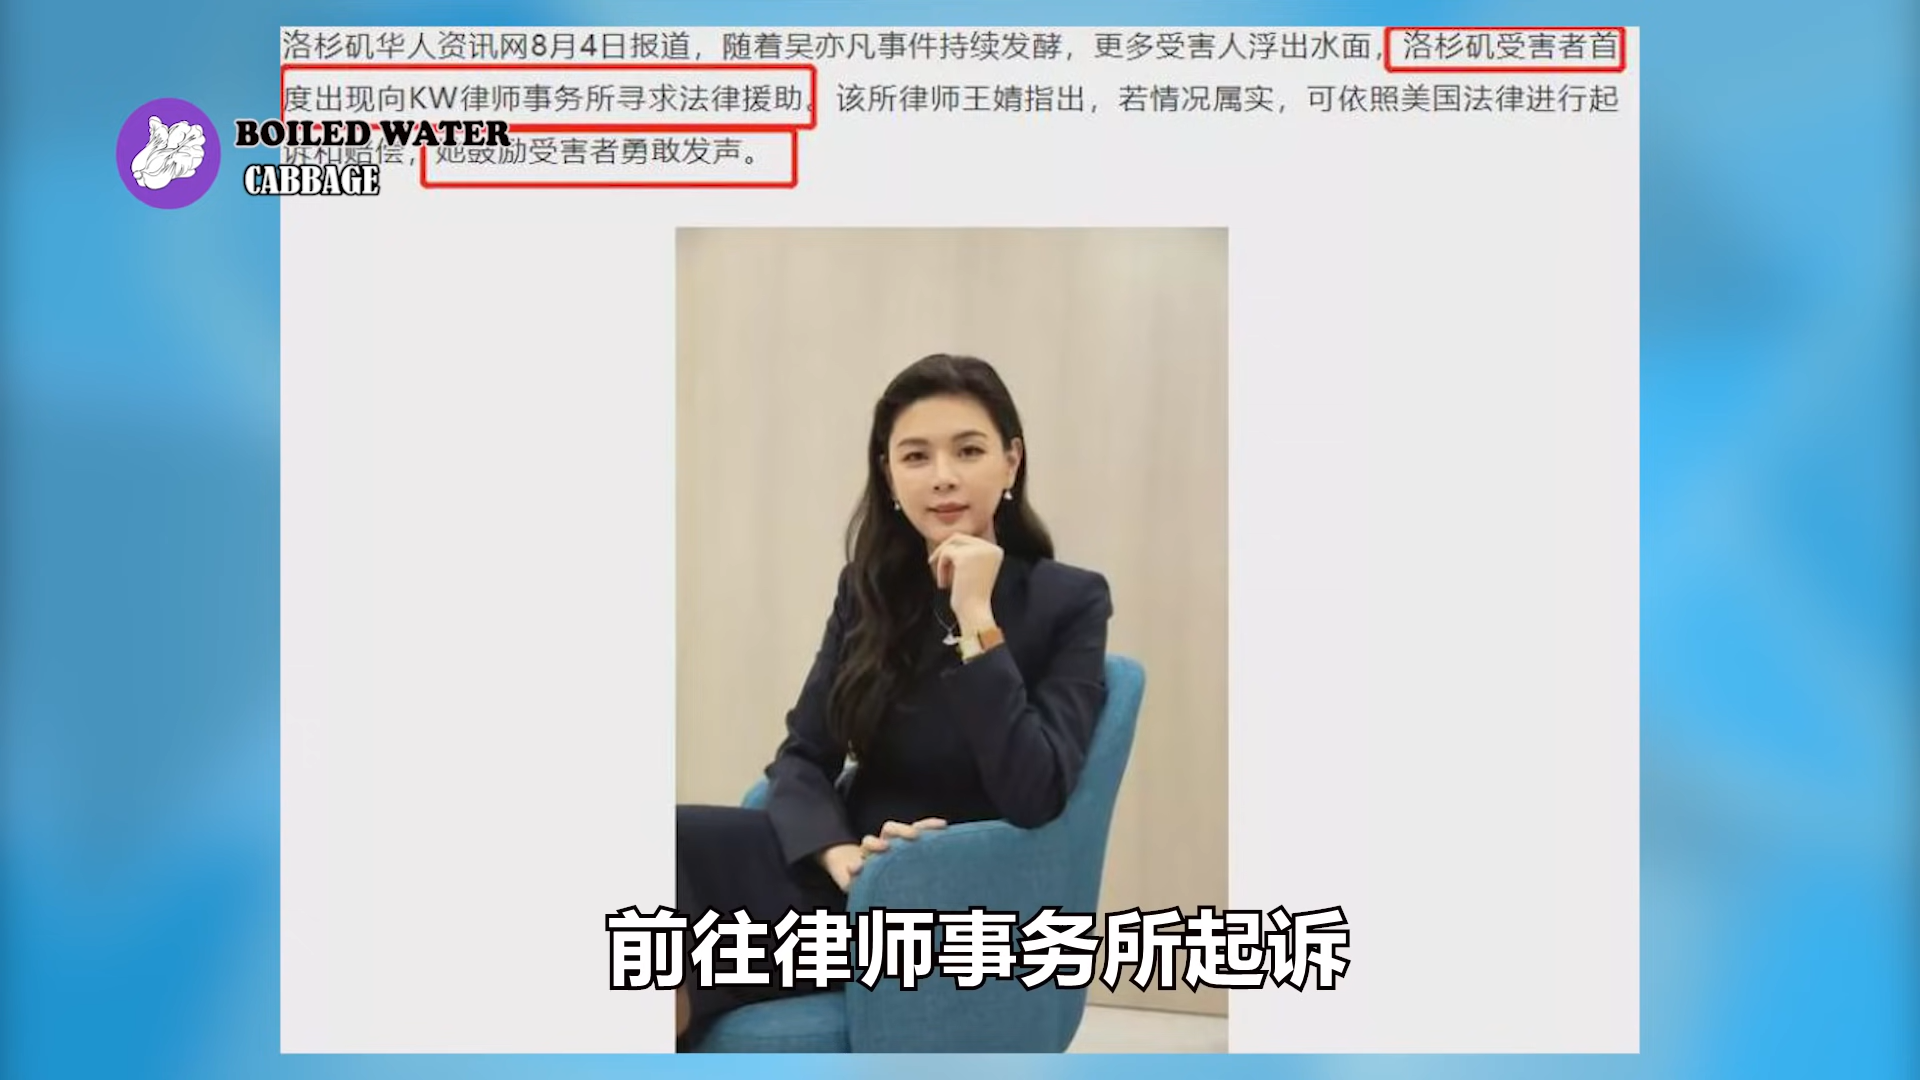 洛杉矶华人资讯网8月4日报道，随着吴亦凡事件持续发酵，更多受害人浮出水面，洛杉矶受害者首
度出现向KW律师事务所寻求法律援助。该所律师王婧指出，若情况属实，可依照美国法律进行起
诉和赔偿，她鼓励受害者勇敢发声。
BOILED WATER
CABBAGE
前往律师事务所起诉